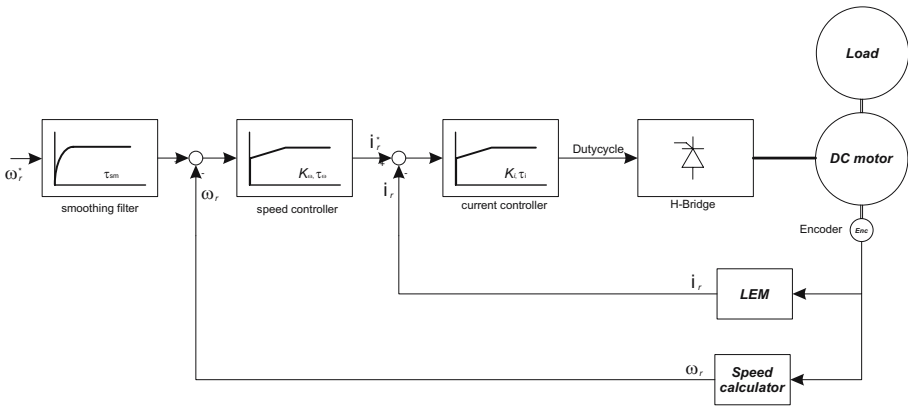 Load
DC motor
Enc
Encoder
ω*r
τsm
smoothing filter
-
-
ωr
Kω, τω
speed controller
i*r
+
-
ir
Ki, τi
current controller
Dutycycle
H-Bridge
ir
LEM
ωr
Speed
calculator